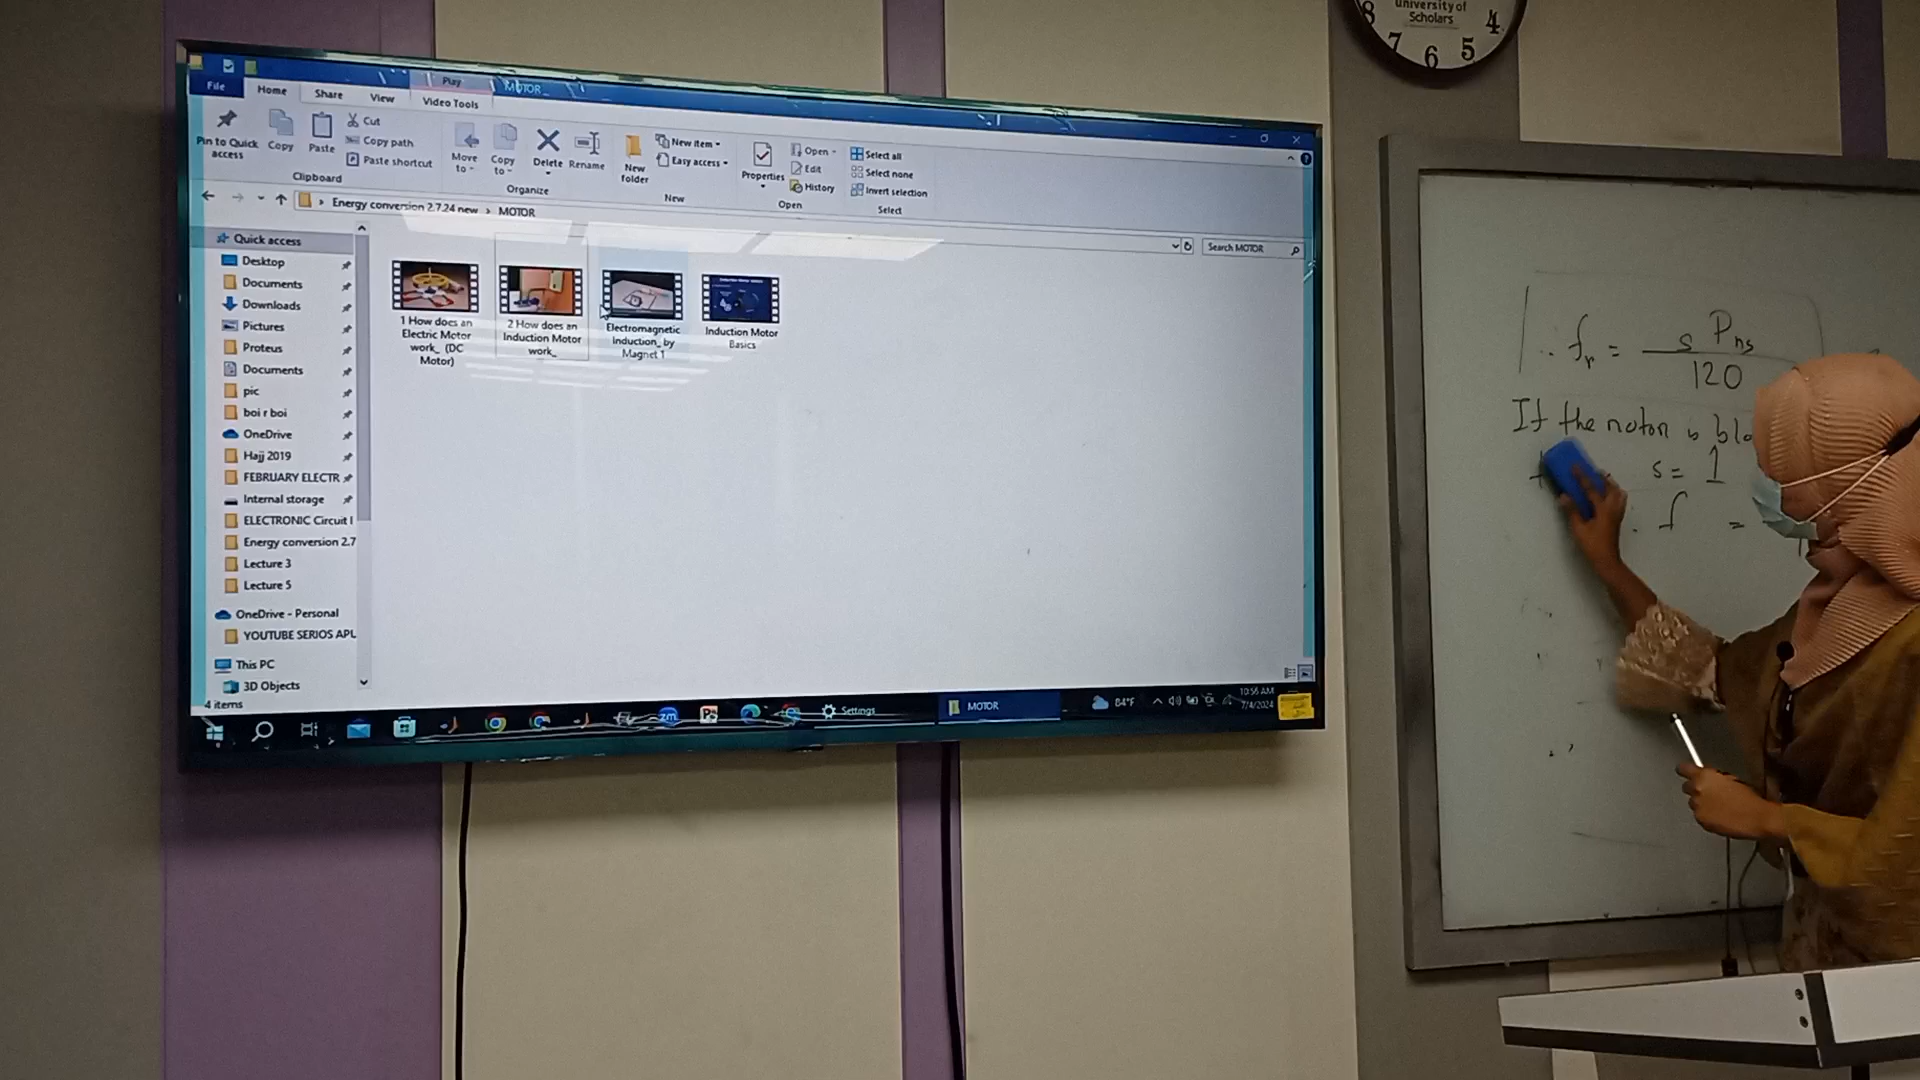 University of
Scholars
8
7
6
5
4
Play
MOTOR
File
Home
Share
View
Video Tools
Pin to Quick
access
Copy
Paste
Cut
Copy path
Paste shortcut
Clipboard
Move
to
Copy
to
Delete
Rename
Organize
New
folder
New item
Easy access
New
Properties
Open
Edit
History
Open
Select all
Select none
Invert selection
Select
Energy conversion 2.7.24 new > MOTOR
Search MOTOR
Quick access
Desktop
Documents
Downloads
Pictures
Proteus
Documents
pic
boi r boi
OneDrive
Hajj 2019
FEBRUARY ELECTR
Internal storage
ELECTRONIC Circuit I
Energy conversion 2.7
Lecture 3
Lecture 5
OneDrive - Personal
YOUTUBE SERIOS APL
This PC
3D Objects
4 items
1 How does an
Electric Motor
work_ (DC
Motor)
2 How does an
Induction Motor
work_
Electromagnetic
Induction_ by
Magnet 1
Induction Motor
Basics
zm
Settings
MOTOR
84°F
10:56 AM
7/4/2024
∴ fr = s Pns
120
If the rotor is blo
s = 1
f =